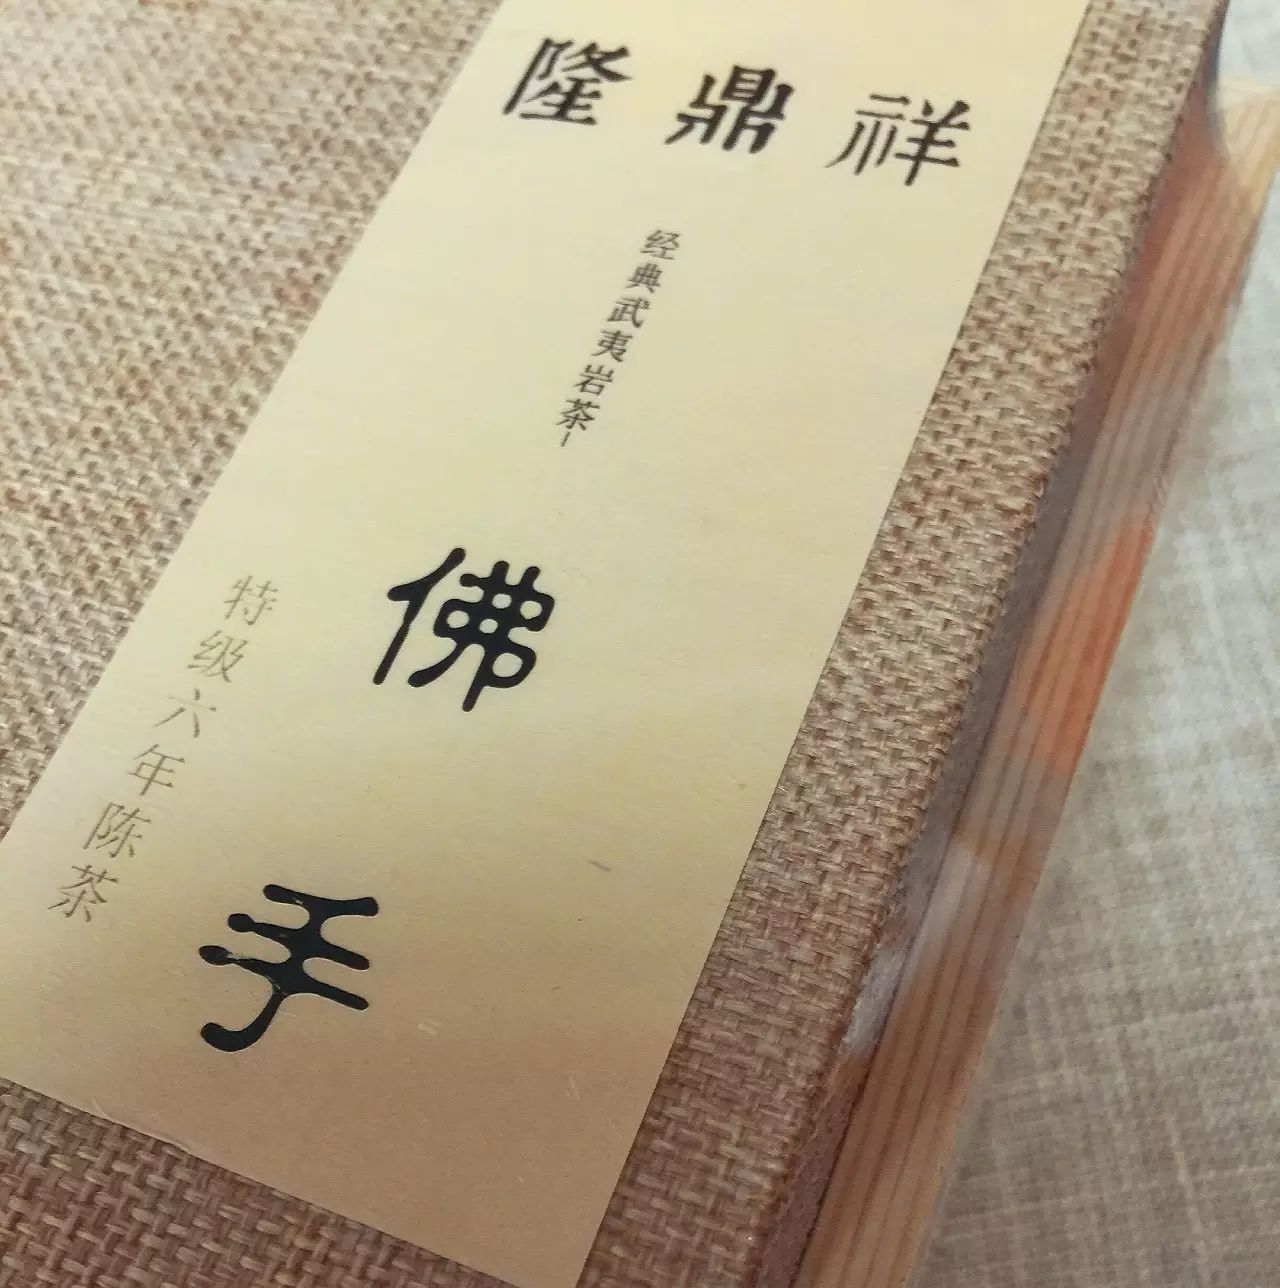 隆鼎祥
经典武夷岩茶
佛手
特级六年陈茶